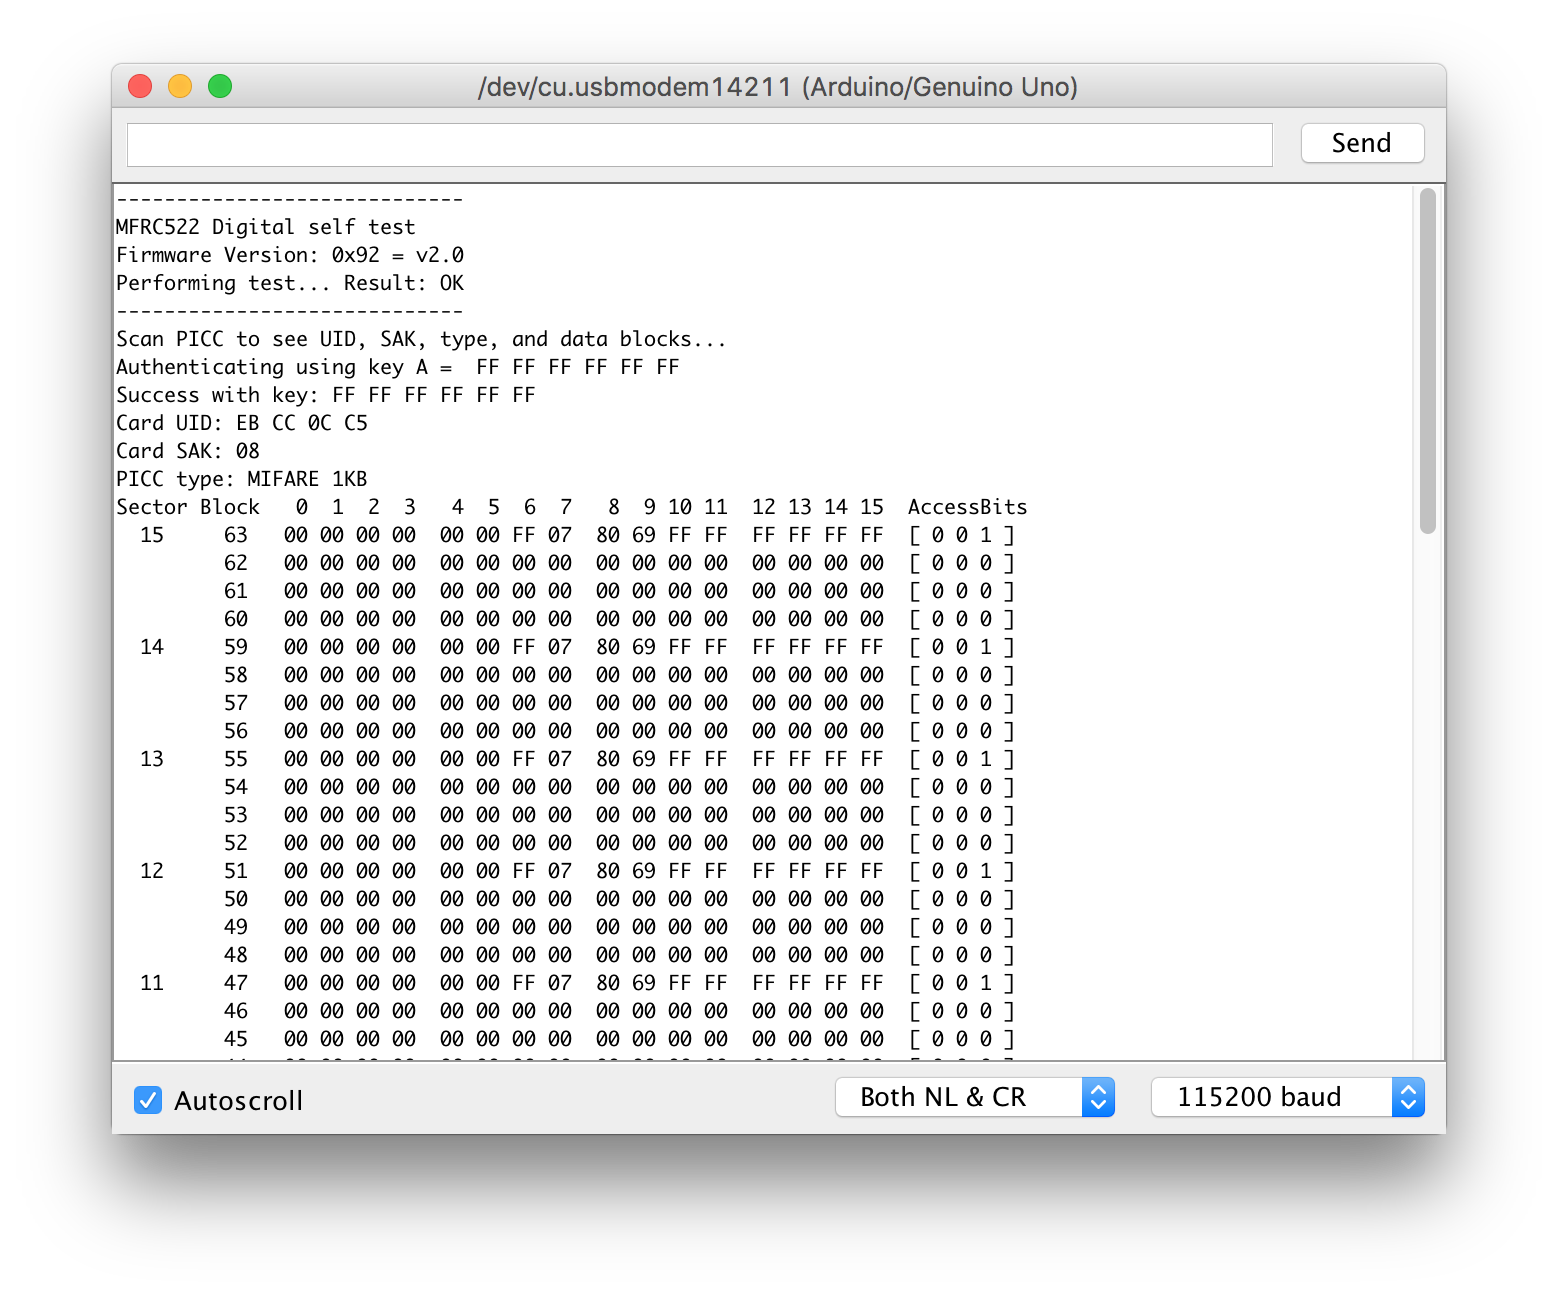 /dev/cu.usbmodem14211 (Arduino/Genuino Uno)
Send
-----------------------------
MFRC522 Digital self test
Firmware Version: 0x92 = v2.0
Performing test... Result: OK
-----------------------------
Scan PICC to see UID, SAK, type, and data blocks...
Authenticating using key A =  FF FF FF FF FF FF
Success with key: FF FF FF FF FF FF
Card UID: EB CC 0C C5
Card SAK: 08
PICC type: MIFARE 1KB
Sector Block   0  1  2  3   4  5  6  7   8  9 10 11  12 13 14 15  AccessBits
  15     63   00 00 00 00  00 00 FF 07  80 69 FF FF  FF FF FF FF  [ 0 0 1 ]
         62   00 00 00 00  00 00 00 00  00 00 00 00  00 00 00 00  [ 0 0 0 ]
         61   00 00 00 00  00 00 00 00  00 00 00 00  00 00 00 00  [ 0 0 0 ]
         60   00 00 00 00  00 00 00 00  00 00 00 00  00 00 00 00  [ 0 0 0 ]
  14     59   00 00 00 00  00 00 FF 07  80 69 FF FF  FF FF FF FF  [ 0 0 1 ]
         58   00 00 00 00  00 00 00 00  00 00 00 00  00 00 00 00  [ 0 0 0 ]
         57   00 00 00 00  00 00 00 00  00 00 00 00  00 00 00 00  [ 0 0 0 ]
         56   00 00 00 00  00 00 00 00  00 00 00 00  00 00 00 00  [ 0 0 0 ]
  13     55   00 00 00 00  00 00 FF 07  80 69 FF FF  FF FF FF FF  [ 0 0 1 ]
         54   00 00 00 00  00 00 00 00  00 00 00 00  00 00 00 00  [ 0 0 0 ]
         53   00 00 00 00  00 00 00 00  00 00 00 00  00 00 00 00  [ 0 0 0 ]
         52   00 00 00 00  00 00 00 00  00 00 00 00  00 00 00 00  [ 0 0 0 ]
  12     51   00 00 00 00  00 00 FF 07  80 69 FF FF  FF FF FF FF  [ 0 0 1 ]
         50   00 00 00 00  00 00 00 00  00 00 00 00  00 00 00 00  [ 0 0 0 ]
         49   00 00 00 00  00 00 00 00  00 00 00 00  00 00 00 00  [ 0 0 0 ]
         48   00 00 00 00  00 00 00 00  00 00 00 00  00 00 00 00  [ 0 0 0 ]
  11     47   00 00 00 00  00 00 FF 07  80 69 FF FF  FF FF FF FF  [ 0 0 1 ]
         46   00 00 00 00  00 00 00 00  00 00 00 00  00 00 00 00  [ 0 0 0 ]
         45   00 00 00 00  00 00 00 00  00 00 00 00  00 00 00 00  [ 0 0 0 ]
Autoscroll
Both NL & CR
115200 baud